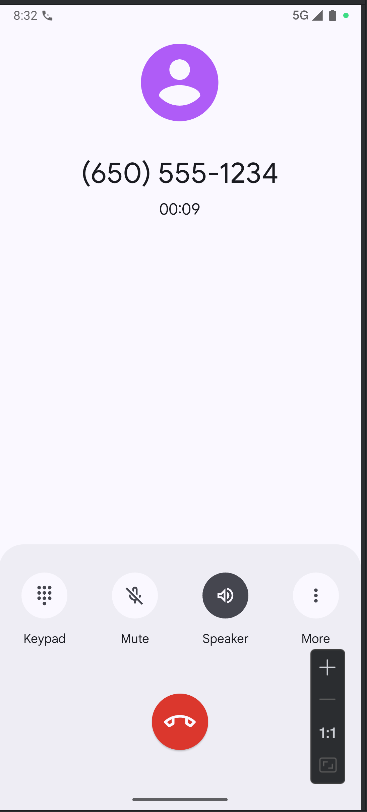 8:32 5G
(650) 555-1234
00:09
Keypad Mute Speaker More
1:1